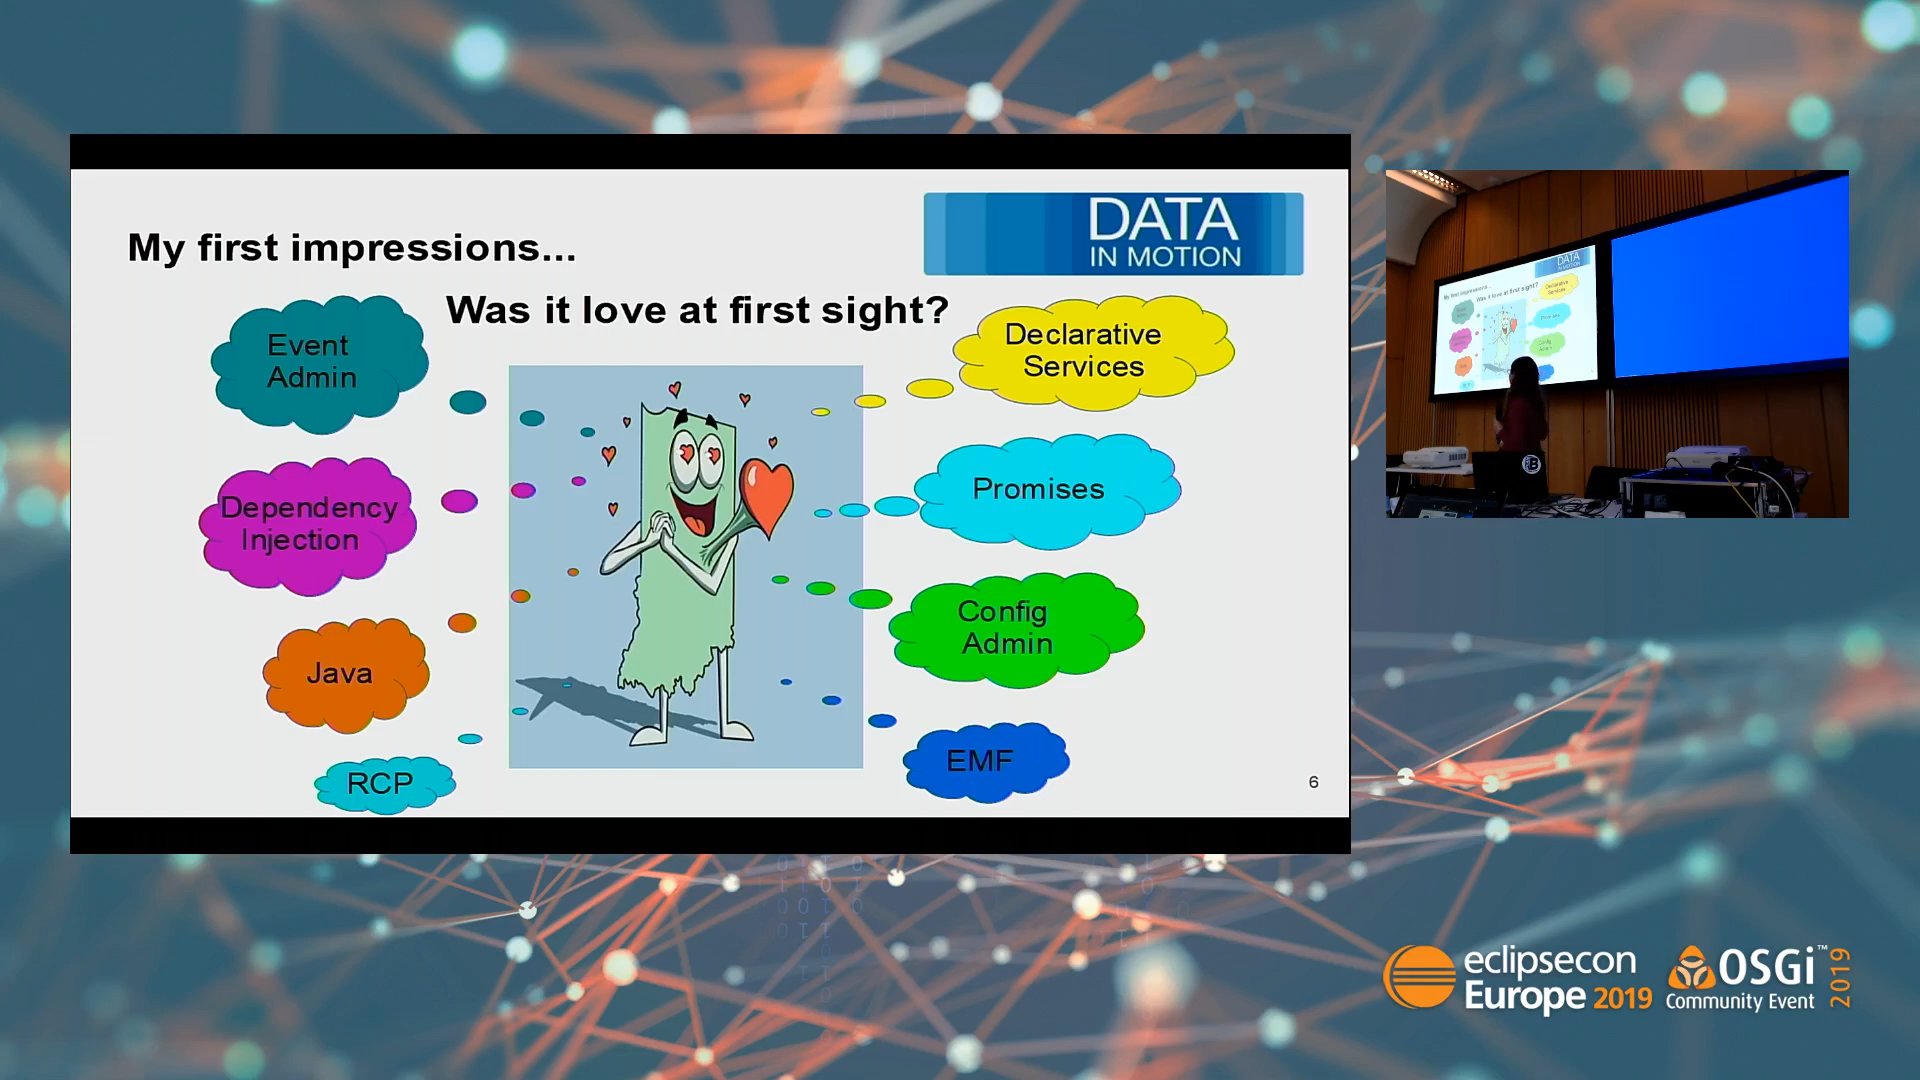 My first impressions...
DATA
IN MOTION
Was it love at first sight?
Event
Admin
Declarative
Services
Dependency
Injection
Promises
Java
Config
Admin
RCP
EMF
6
eclipsecon
Europe 2019
OSGi™
Community Event
2019